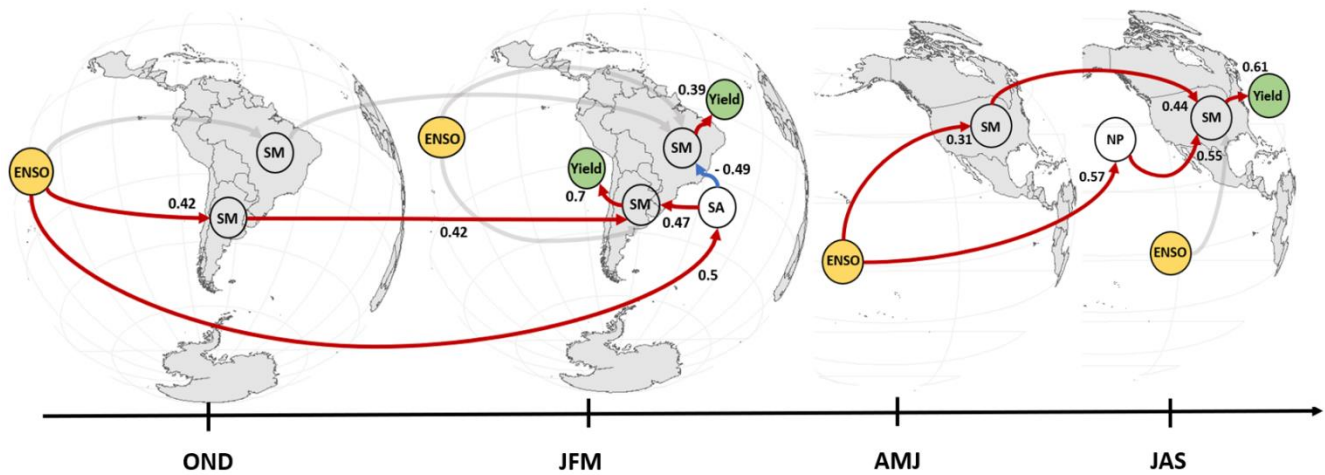 ENSO
SM
0.42
SM
0.42
ENSO
0.39
Yield
SM
Yield
0.7
SM
- 0.49
SA
0.47
0.5
ENSO
SM
0.31
NP
0.57
0.61
Yield
0.44
SM
0.55
ENSO
OND
JFM
AMJ
JAS